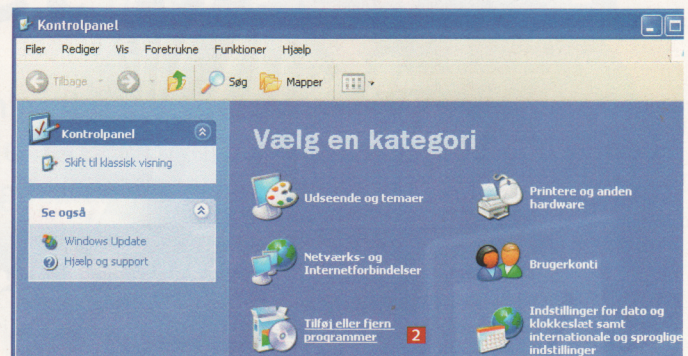 Kontrolpanel
Filer Rediger Vis Foretrukne Funktioner Hjælp
Tilbage Søg Mapper
Kontrolpanel
Skift til klassisk visning
Se også
Windows Update
Hjælp og support
Vælg en kategori
Udseende og temaer
Printere og anden
hardware
Netværks- og
Internetforbindelser
Brugerkonti
Tilføj eller fjern
programmer
2
Indstillinger for dato og
klokkeslæt samt
internationale og sproglige
indstillinger